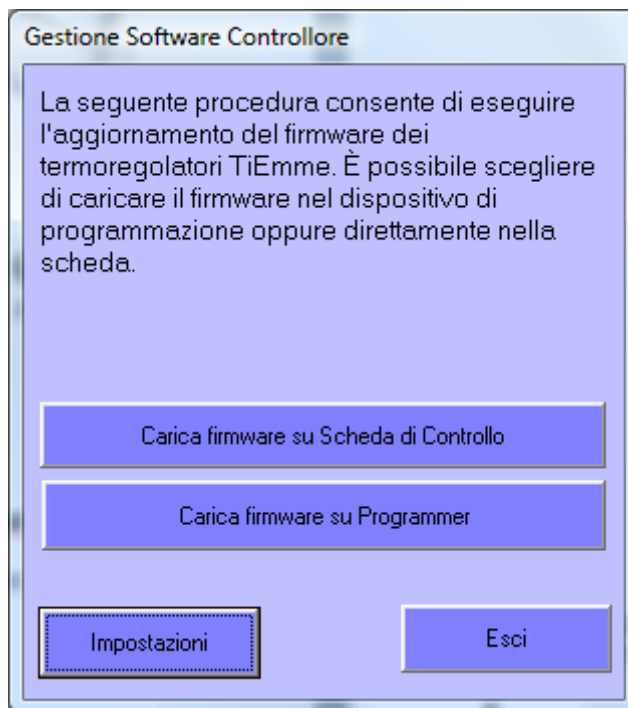 Gestione Software Controllore
La seguente procedura consente di eseguire
l'aggiornamento del firmware dei
termoregolatori TiEmme. È possibile scegliere
di caricare il firmware nel dispositivo di
programmazione oppure direttamente nella
scheda.
Carica firmware su Scheda di Controllo
Carica firmware su Programmer
Impostazioni
Esci